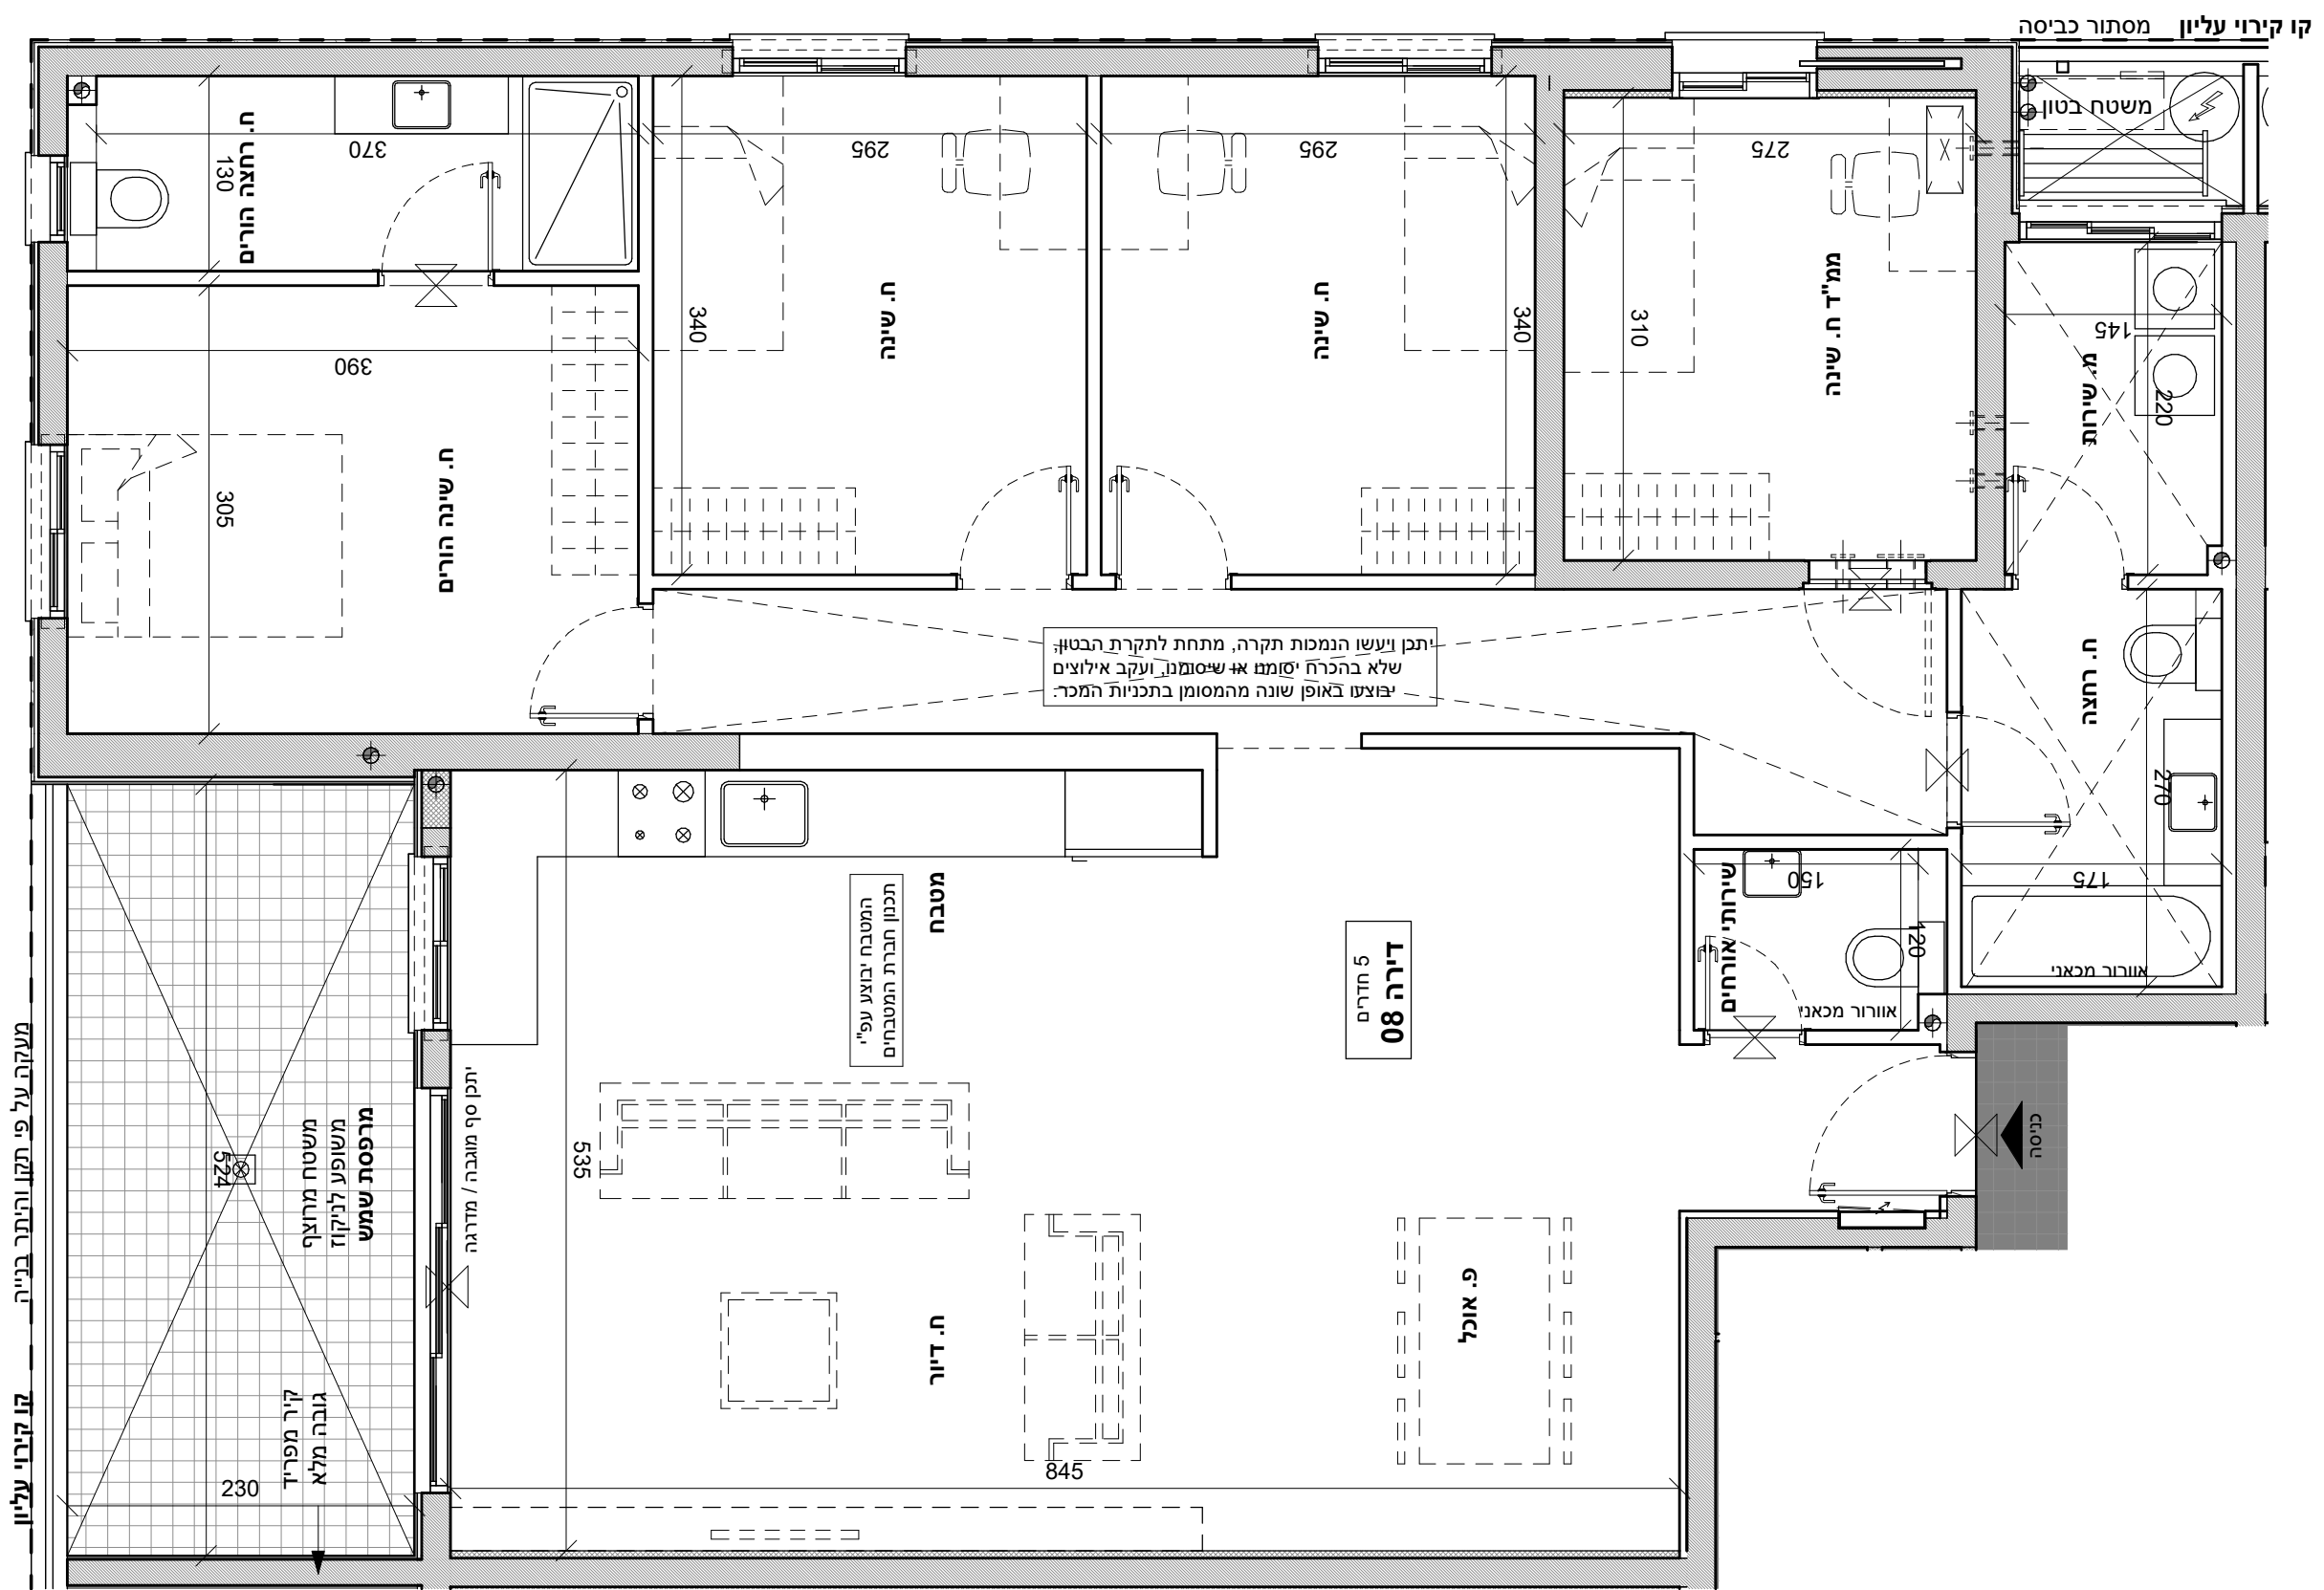 קו קירוי עליון
מסתור כביסה
משטח בטון
ח. רחצה הורים
370
130
295
295
275
340
ח. שינה
340
ח. שינה
310
ממ"ד ח. שינה
145
220
מ. שירות
390
305
ח. שינה הורים
יתכן ויעשו הנמכות תקרה, מתחת לתקרת הבטון,
שלא בהכרח יסומנו או שיסומנו, ועקב אילוצים
יבוצעו באופן שונה מהמסומן בתכניות המכר.
ח. רחצה
270
175
אוורור מכאני
שירותי אורחים
150
120
אוורור מכאני
מטבח
המטבח יבוצע עפ"י
תכנון חברת המטבחים
5 חדרים
דירה 08
כניסה
יתכן סף מוגבה / מדרגה
535
ח. דיור
פ. אוכל
845
מרפסת שמש
משופע לניקוז
משטח מרוצף
524
230
קיר מפריד
גובה מלא
מעקה על פי תקן והיתר בנייה
קו קירוי עליון